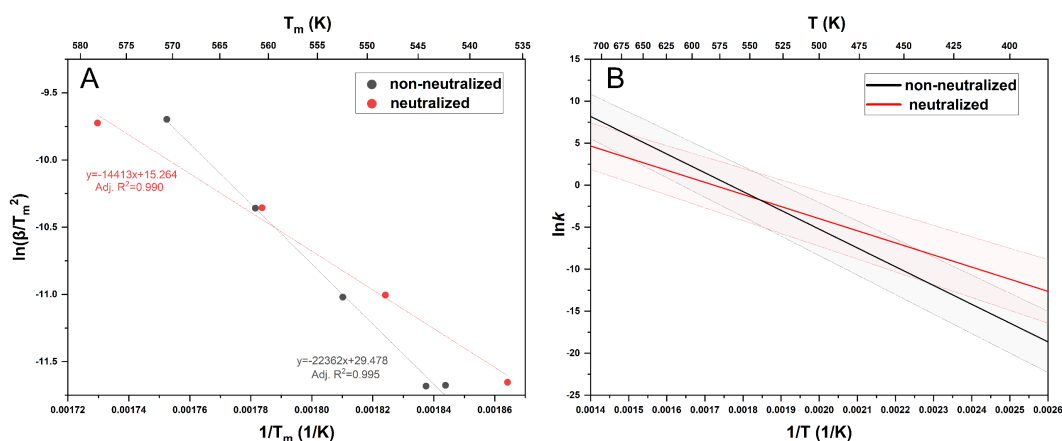 T_m (K)
580 575 570 565 560 555 550 545 540 535
A
non-neutralized
neutralized
-9.5
-10.0
-10.5
-11.0
-11.5
ln(β/T_m²)
y=-14413x+15.264
Adj. R²=0.990
y=-22362x+29.478
Adj. R²=0.995
0.00172 0.00174 0.00176 0.00178 0.00180 0.00182 0.00184 0.00186
1/T_m (1/K)
T (K)
700 675 650 625 600 575 550 525 500 475 450 425 400
B
non-neutralized
neutralized
15
10
5
0
-5
-10
-15
-20
-25
lnk
0.0014 0.0015 0.0016 0.0017 0.0018 0.0019 0.0020 0.0021 0.0022 0.0023 0.0024 0.0025 0.0026
1/T (1/K)